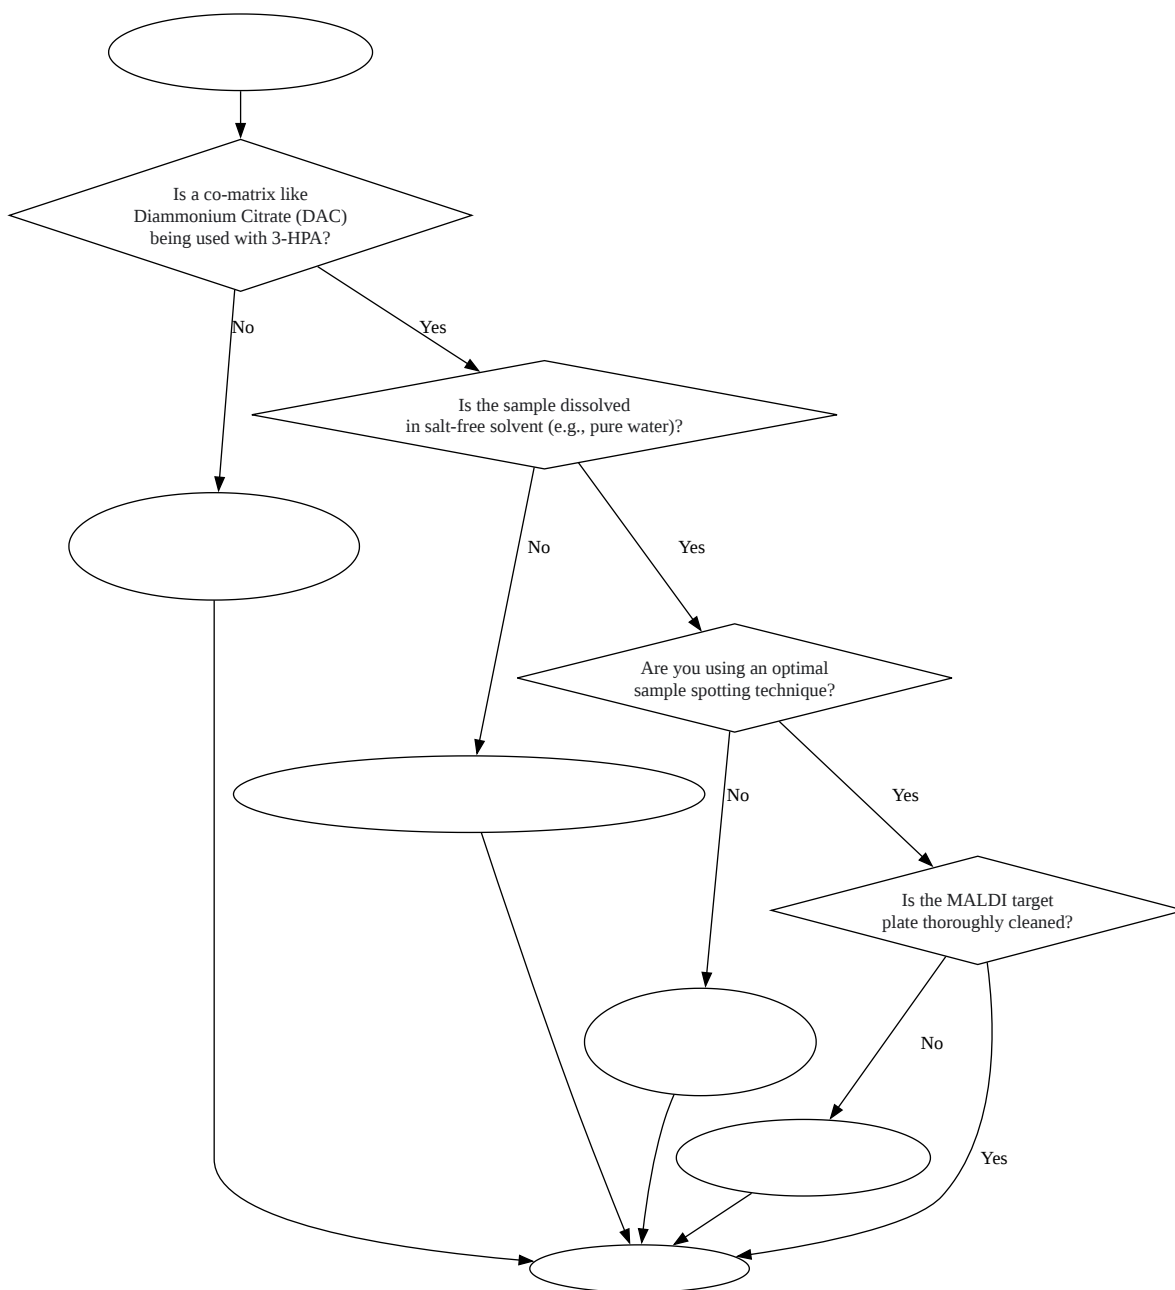 Is a co-matrix like
Diammonium Citrate (DAC)
being used with 3-HPA?
No
Yes
Is the sample dissolved
in salt-free solvent (e.g., pure water)?
No
Yes
Are you using an optimal
sample spotting technique?
No
Yes
Is the MALDI target
plate thoroughly cleaned?
No
Yes